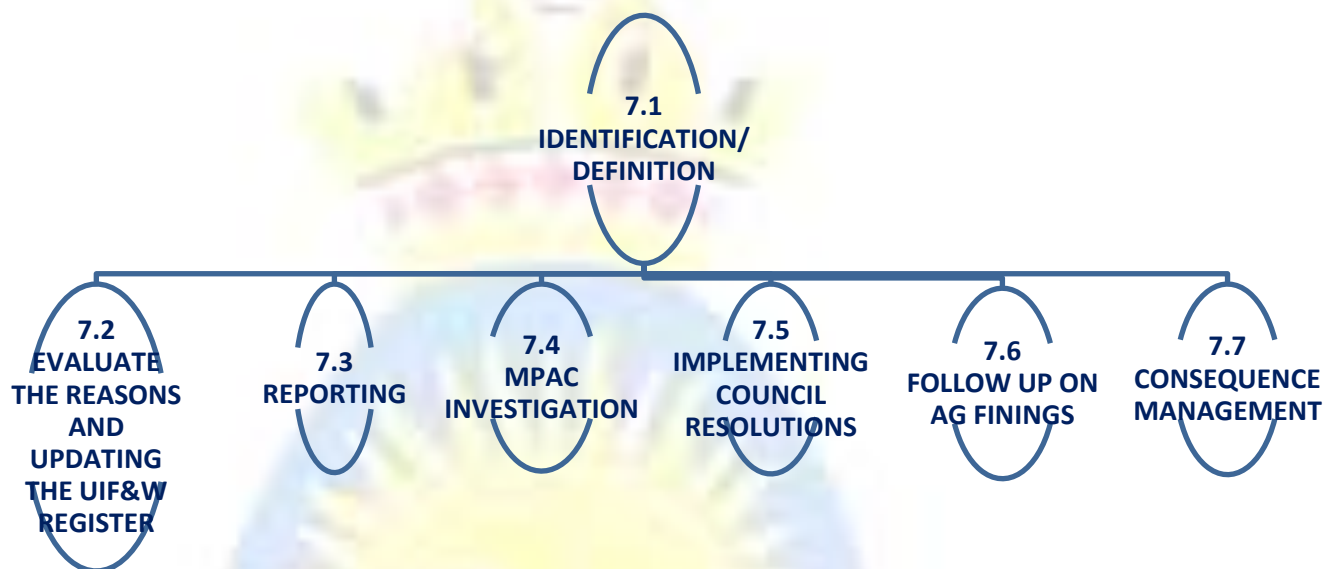 7.1
IDENTIFICATION/
DEFINITION
7.2
EVALUATE
THE REASONS
AND
UPDATING
THE UIF&W
REGISTER
7.3
REPORTING
7.4
MPAC
INVESTIGATION
7.5
IMPLEMENTING
COUNCIL
RESOLUTIONS
7.6
FOLLOW UP ON
AG FININGS
7.7
CONSEQUENCE
MANAGEMENT